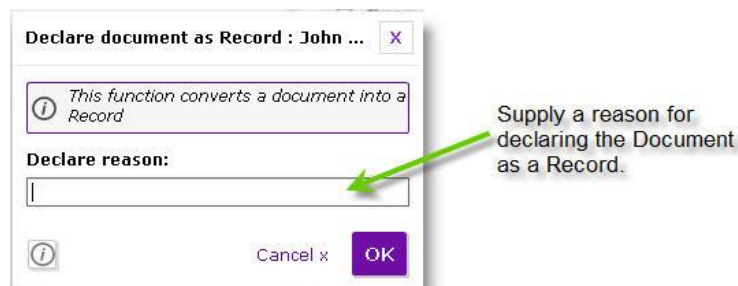 Declare document as Record : John ... X
This function converts a document into a
Record
Declare reason:
Cancel x OK
Supply a reason for
declaring the Document
as a Record.